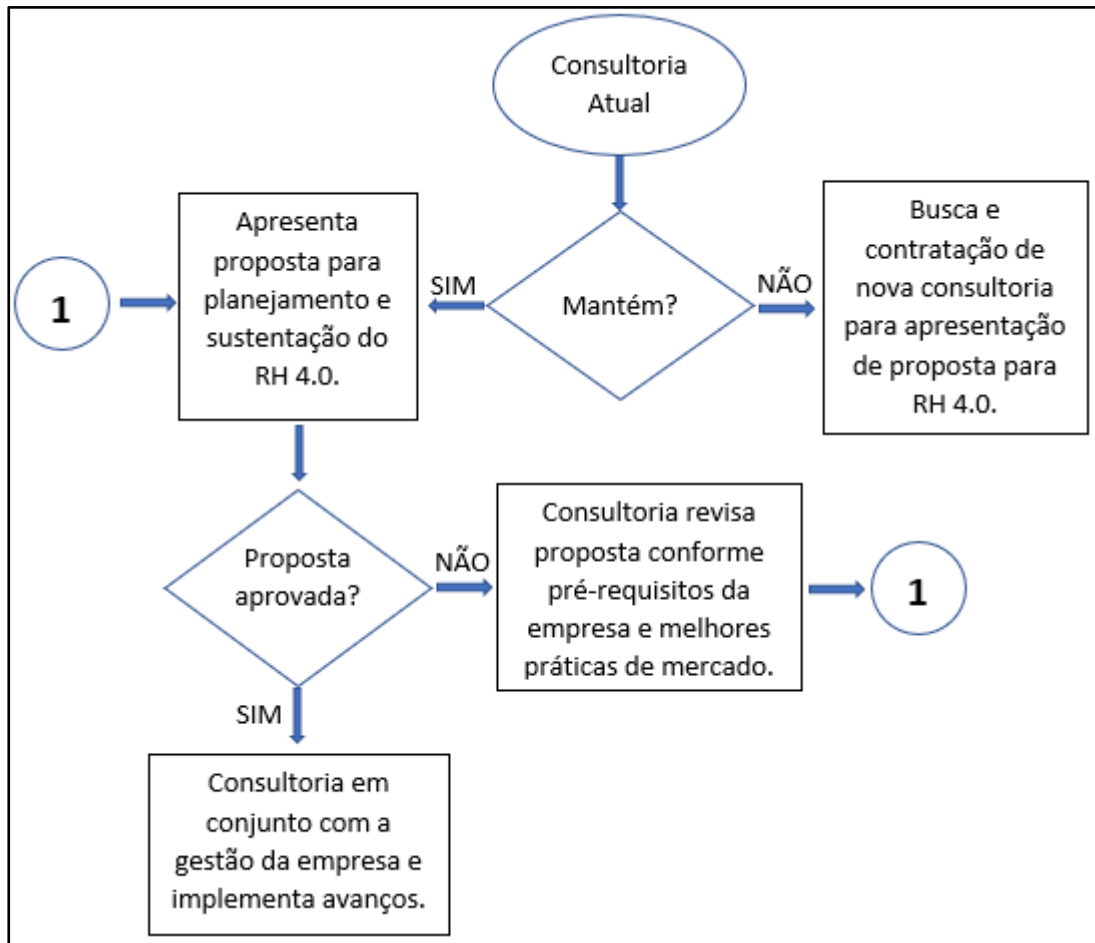 Consultoria
Atual
Mantém?
SIM
NÃO
Apresenta
proposta para
planejamento e
sustentação do
RH 4.0.
1
Busca e
contratação de
nova consultoria
para apresentação
de proposta para
RH 4.0.
Proposta
aprovada?
NÃO
Consultoria revisa
proposta conforme
pré-requisitos da
empresa e melhores
práticas de mercado.
1
SIM
Consultoria em
conjunto com a
gestão da empresa e
implementa avanços.